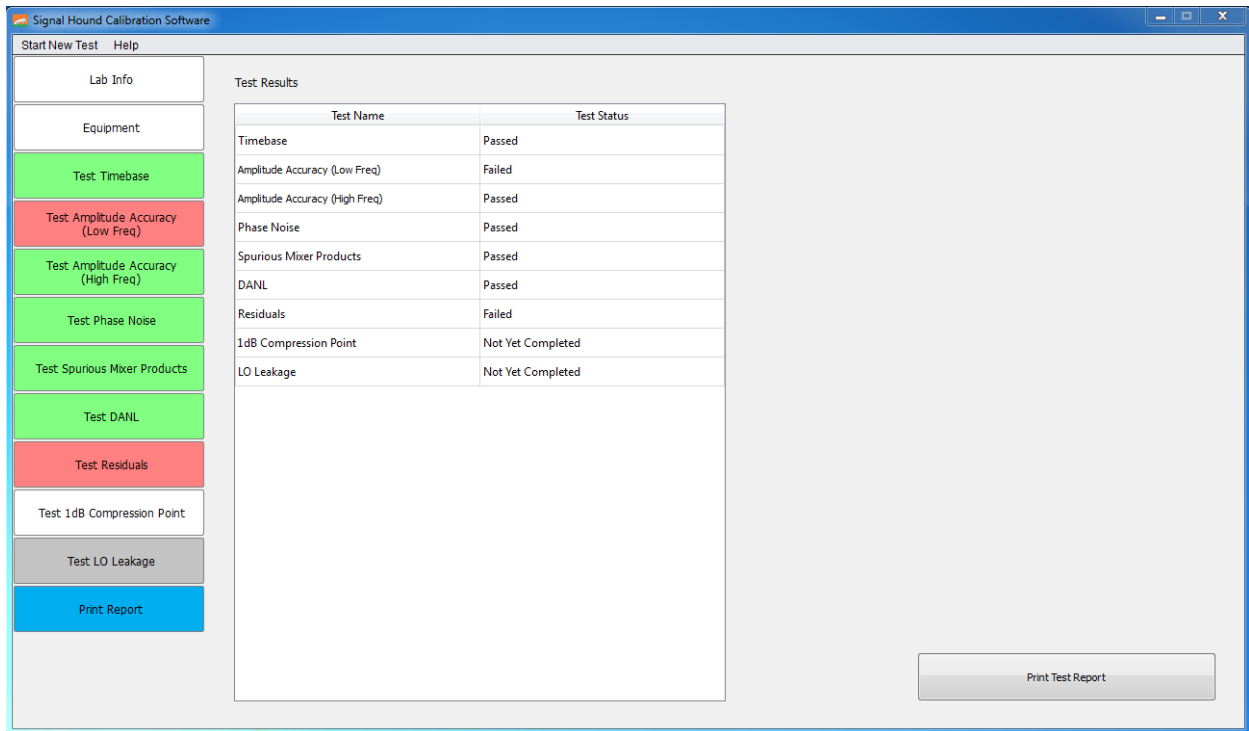 Signal Hound Calibration Software
Start New Test Help
Lab Info
Equipment
Test Timebase
Test Amplitude Accuracy
(Low Freq)
Test Amplitude Accuracy
(High Freq)
Test Phase Noise
Test Spurious Mixer Products
Test DANL
Test Residuals
Test 1dB Compression Point
Test LO Leakage
Print Report
Test Results
Test Name Test Status
Timebase Passed
Amplitude Accuracy (Low Freq) Failed
Amplitude Accuracy (High Freq) Passed
Phase Noise Passed
Spurious Mixer Products Passed
DANL Passed
Residuals Failed
1dB Compression Point Not Yet Completed
LO Leakage Not Yet Completed
Print Test Report